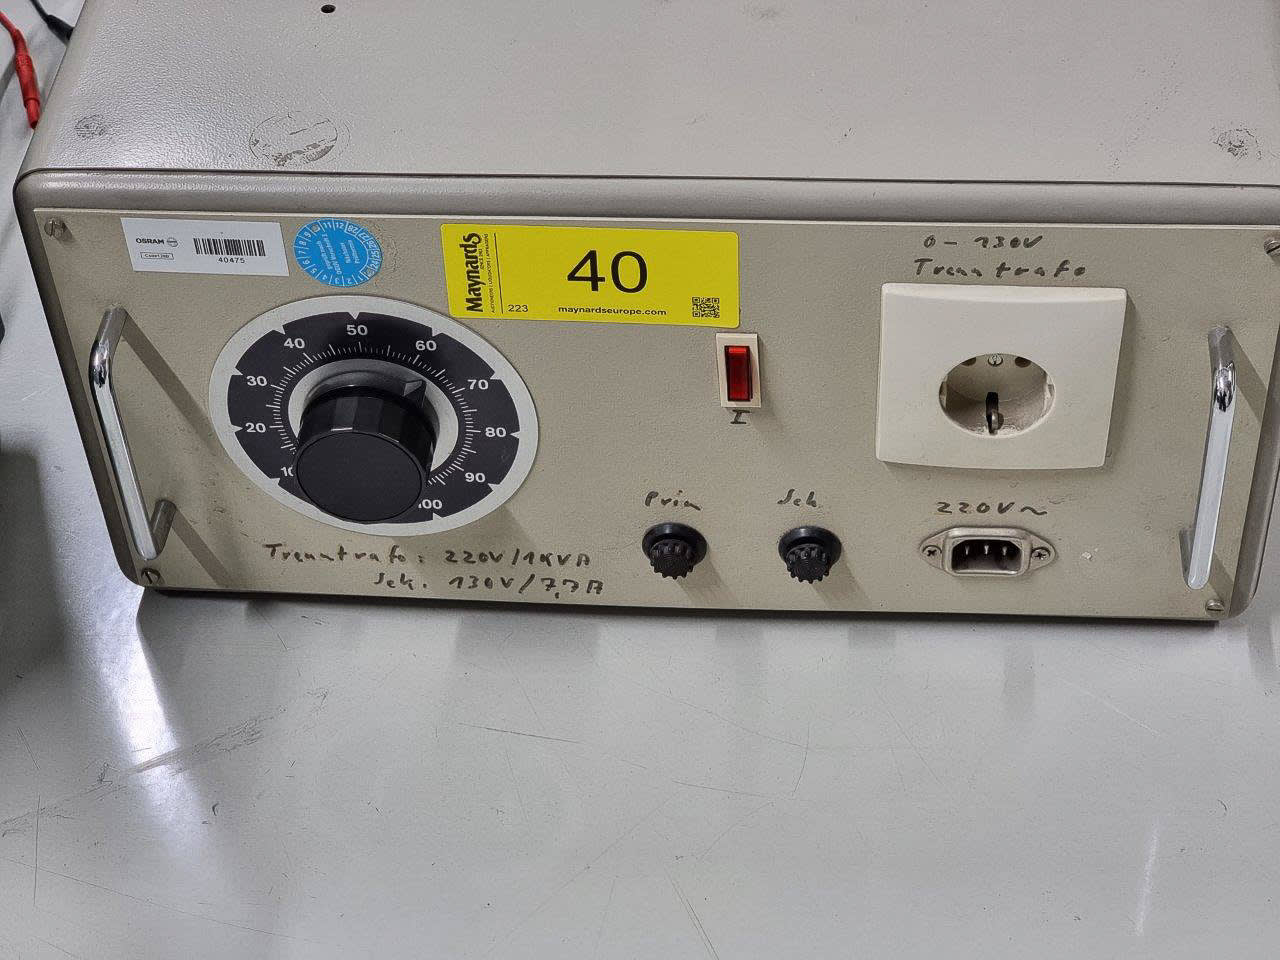 OSRAM
40475
Maynards
40
223
maynardseurope.com
0 - 130V
Trenntrafo
50
40
60
30
70
20
80
10
90
100
I
Prim
Sek.
220V~
Trenntrafo: 220V/1KVA
Sek. 130V/7,7A